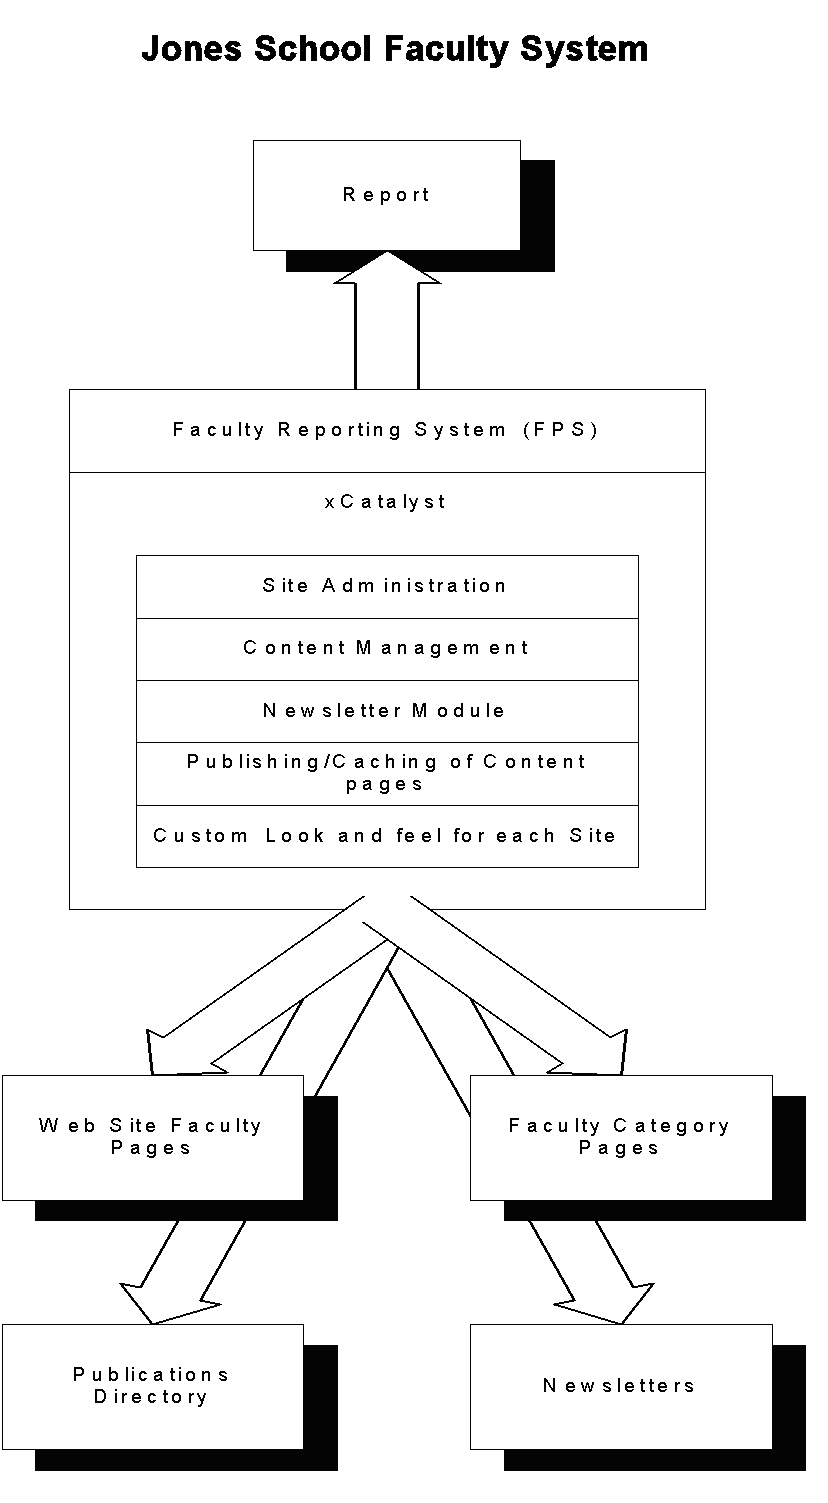 Jones School Faculty System
Report
Faculty Reporting System (FPS)
xCatalyst
Site Administration
Content Management
Newsletter Module
Publishing/Caching of Content
pages
Custom Look and feel for each Site
Web Site Faculty
Pages
Faculty Category
Pages
Publications
Directory
Newsletters